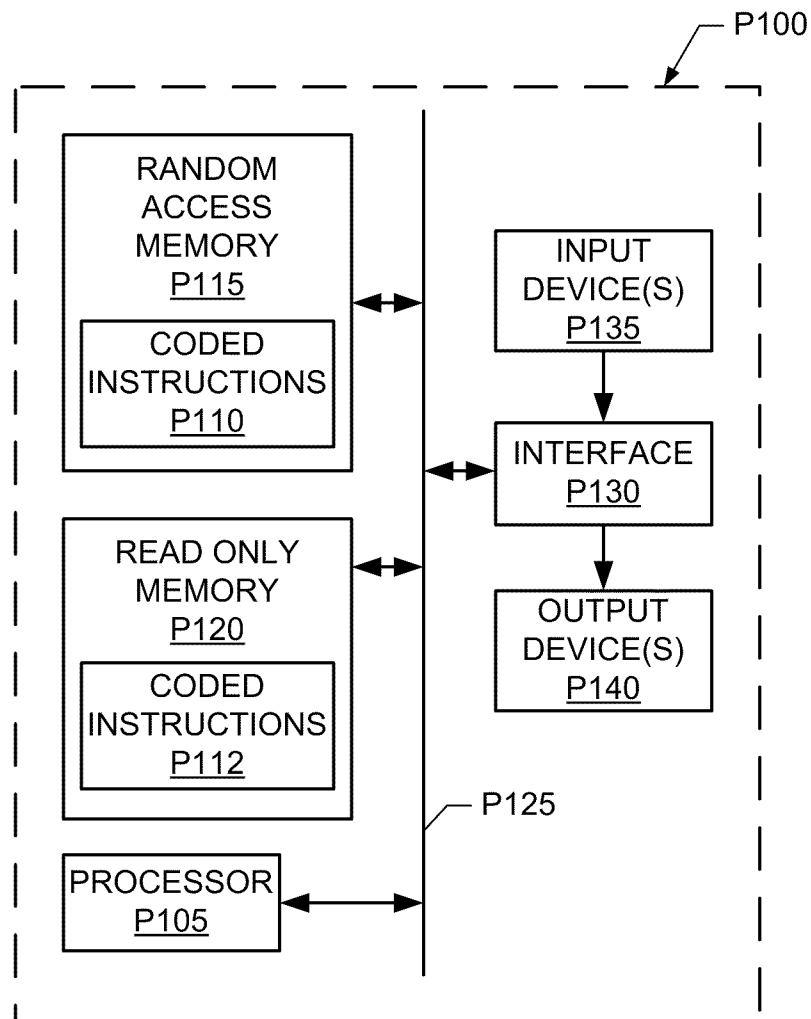 P100
RANDOM
ACCESS
MEMORY
P115
CODED
INSTRUCTIONS
P110
READ ONLY
MEMORY
P120
CODED
INSTRUCTIONS
P112
PROCESSOR
P105
INPUT
DEVICE(S)
P135
INTERFACE
P130
OUTPUT
DEVICE(S)
P140
P125